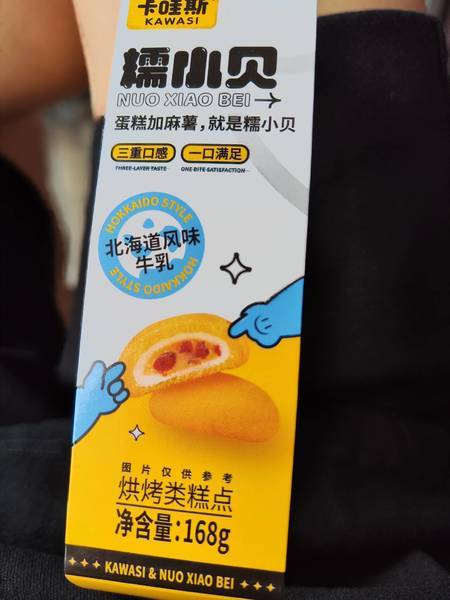 卡哇斯
KAWASI
糯小贝
NUO XIAO BEI
蛋糕加麻薯,就是糯小贝
三重口感 一口满足
THREE-LAYER TASTE ONE BITE SATISFACTION
HOKKAIDO STYLE
北海道风味
牛乳
HOKKAIDO STYLE
图片仅供参考
烘烤类糕点
净含量:168g
KAWASI & NUO XIAO BEI